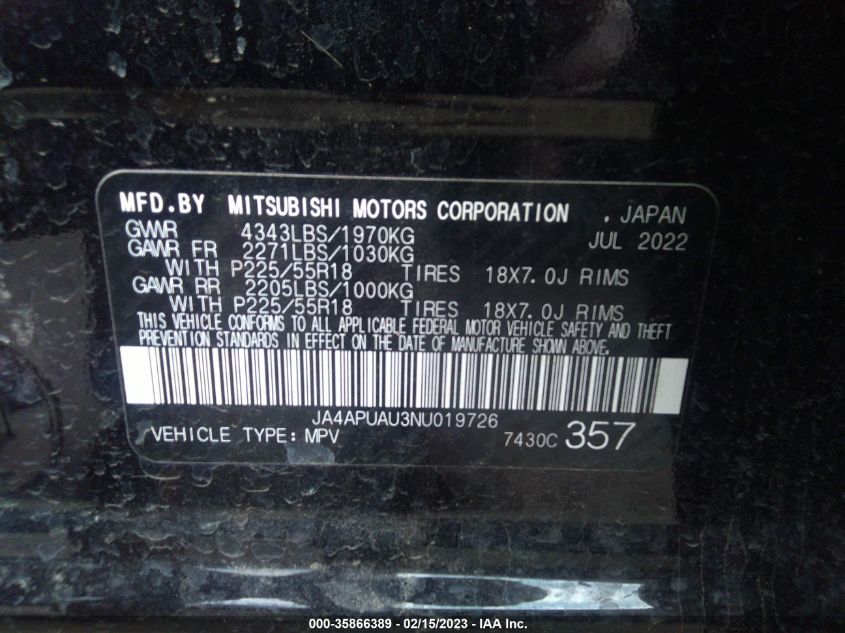 MFD.BY MITSUBISHI MOTORS CORPORATION . JAPAN
GVWR 4343LBS/1970KG JUL 2022
GAWR FR 2271LBS/1030KG
WITH P225/55R18 TIRES 18X7.0J RIMS
GAWR RR 2205LBS/1000KG
WITH P225/55R18 TIRES 18X7.0J RIMS
THIS VEHICLE CONFORMS TO ALL APPLICABLE FEDERAL MOTOR VEHICLE SAFETY AND THEFT
PREVENTION STANDARDS IN EFFECT ON THE DATE OF MANUFACTURE SHOWN ABOVE.
JA4APUAU3NU019726
VEHICLE TYPE: MPV 7430C 357
000-35866389 - 02/15/2023 - IAA Inc.